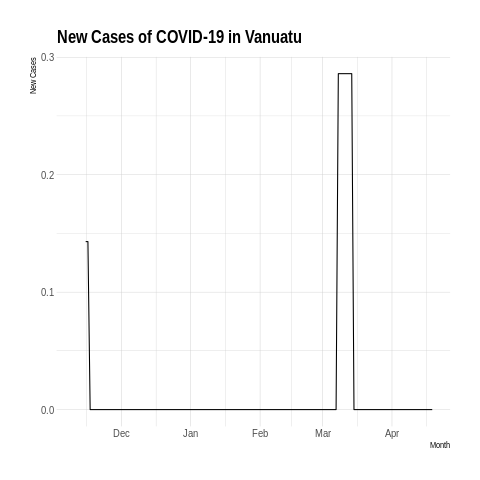 New Cases of COVID-19 in Vanuatu
New Cases
0.3
0.2
0.1
0.0
Dec Jan Feb Mar Apr
Month